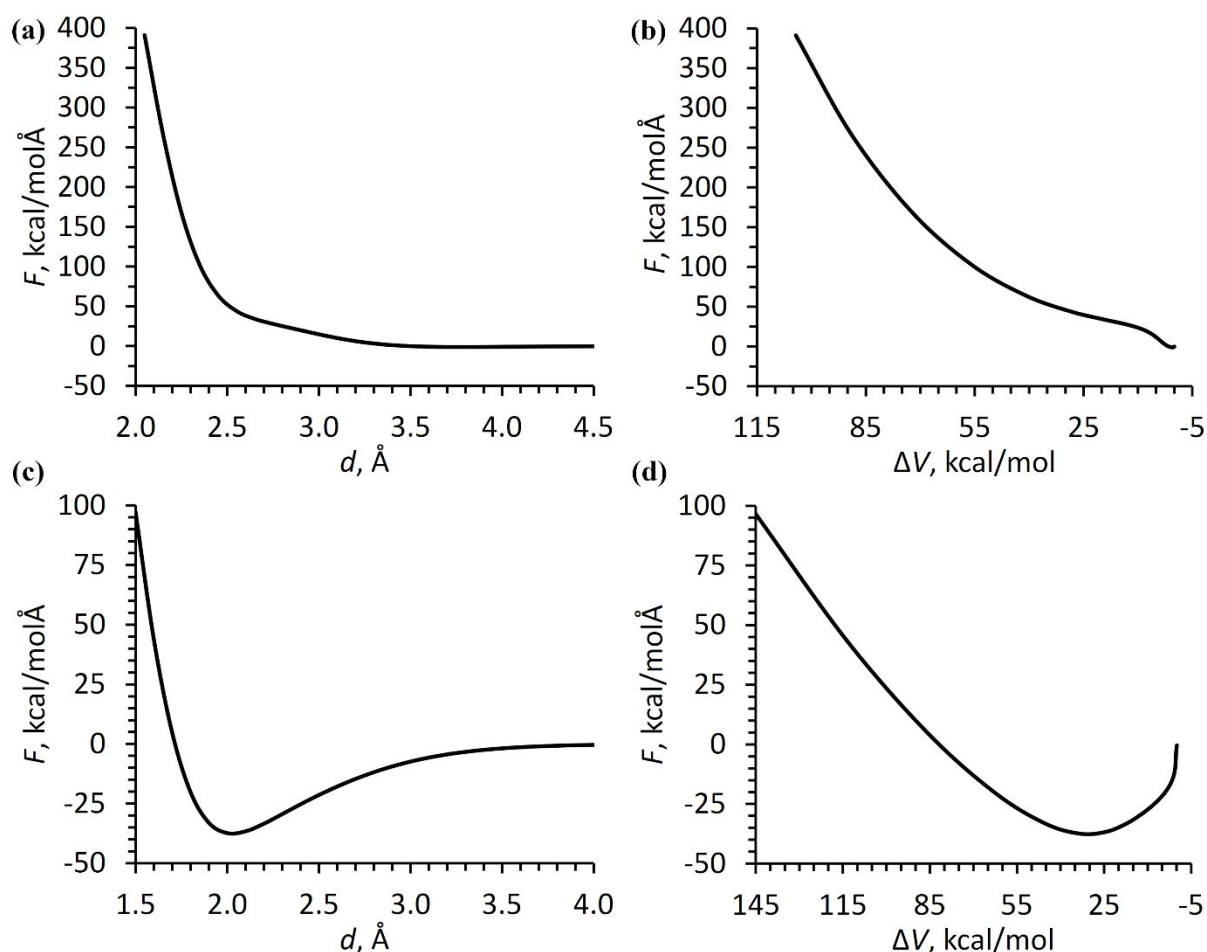 (a)
400
350
300
250
200
150
100
50
0
-50
F, kcal/molÅ
2.0 2.5 3.0 3.5 4.0 4.5
d, Å
(b)
400
350
300
250
200
150
100
50
0
-50
F, kcal/molÅ
115 85 55 25 -5
ΔV, kcal/mol
(c)
100
75
50
25
0
-25
-50
F, kcal/molÅ
1.5 2.0 2.5 3.0 3.5 4.0
d, Å
(d)
100
75
50
25
0
-25
-50
F, kcal/molÅ
145 115 85 55 25 -5
ΔV, kcal/mol